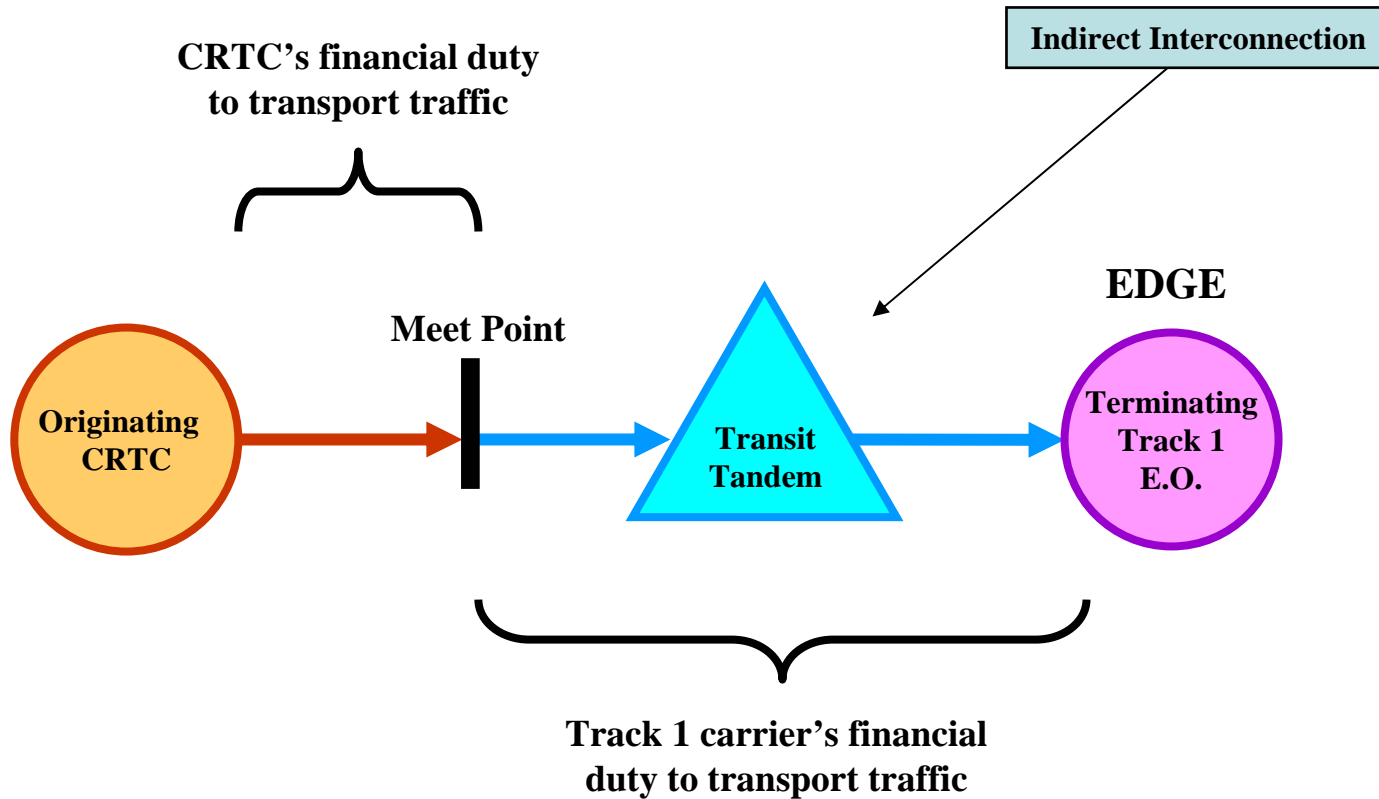 Indirect Interconnection
CRTC’s financial duty
to transport traffic
EDGE
Meet Point
Originating
CRTC
Transit
Tandem
Terminating
Track 1
E.O.
Track 1 carrier’s financial
duty to transport traffic